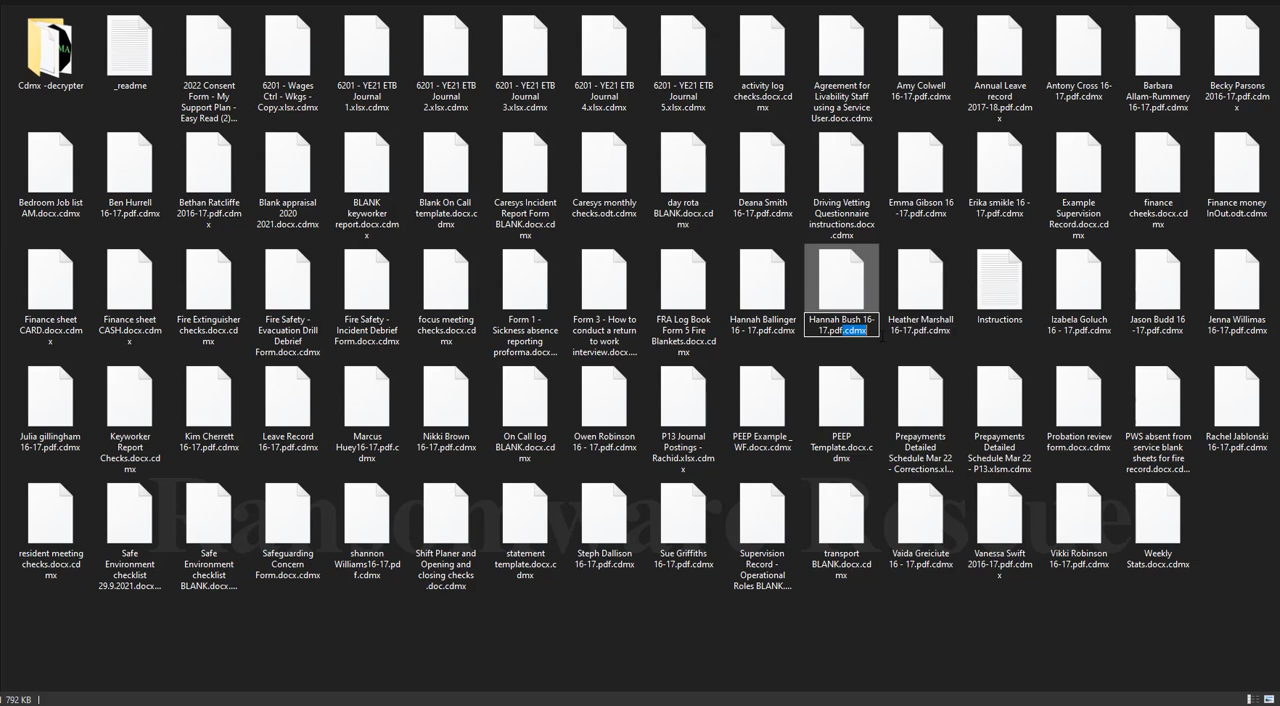 Cdmx -decrypter
_readme
2022 Consent
Form - My
Support Plan -
Easy Read (2)...
6201 - Wages
Ctrl - Wkgs -
Copy.xlsx.cdmx
6201 - YE21 ETB
Journal
1.xlsx.cdmx
6201 - YE21 ETB
Journal
2.xlsx.cdmx
6201 - YE21 ETB
Journal
3.xlsx.cdmx
6201 - YE21 ETB
Journal
4.xlsx.cdmx
6201 - YE21 ETB
Journal
5.xlsx.cdmx
activity log
checks.docx.cd
mx
Agreement for
Livability Staff
using a Service
User.docx.cdmx
Amy Colwell
16-17.pdf.cdmx
Annual Leave
record
2017-18.pdf.cdm
x
Antony Cross 16-
17.pdf.cdmx
Barbara
Allam-Rummery
16-17.pdf.cdmx
Becky Parsons
2016-17.pdf.cdm
x
Bedroom Job list
AM.docx.cdmx
Ben Hurrell
16-17.pdf.cdmx
Bethan Ratcliffe
2016-17.pdf.cdm
x
Blank appraisal
2020
2021.docx.cdmx
BLANK
keyworker
report.docx.cdm
x
Blank On Call
template.docx.c
dmx
Caresys Incident
Report Form
BLANK.docx.cd
mx
Caresys monthly
checks.odt.cdmx
day rota
BLANK.docx.cd
mx
Deana Smith
16-17.pdf.cdmx
Driving Vetting
Questionnaire
instructions.docx
.cdmx
Emma Gibson 16
-17.pdf.cdmx
Erika smikle 16 -
17.pdf.cdmx
Example
Supervision
Record.docx.cd
mx
finance
cheeks.docx.cd
mx
Finance money
InOut.odt.cdmx
Finance sheet
CARD.docx.cdm
x
Finance sheet
CASH.docx.cdm
x
Fire Extinguisher
checks.docx.cd
mx
Fire Safety -
Evacuation Drill
Debrief
Form.docx.cdmx
Fire Safety -
Incident Debrief
Form.docx.cdmx
focus meeting
checks.docx.cd
mx
Form 1 -
Sickness absence
reporting
proforma.docx...
Form 3 - How to
conduct a return
to work
interview.docx....
FRA Log Book
Form 5 Fire
Blankets.docx.cd
mx
Hannah Ballinger
16 - 17.pdf.cdmx
Hannah Bush 16-
17.pdf.cdmx
Heather Marshall
16-17.pdf.cdmx
Instructions
Izabela Goluch
16 - 17.pdf.cdmx
Jason Budd 16
-17.pdf.cdmx
Jenna Willimas
16-17.pdf.cdmx
Julia gillingham
16-17.pdf.cdmx
Keyworker
Report
Checks.docx.cd
mx
Kim Cherrett
16-17.pdf.cdmx
Leave Record
16-17.pdf.cdmx
Marcus
Huey16-17.pdf.c
dmx
Nikki Brown
16-17.pdf.cdmx
On Call log
BLANK.docx.cd
mx
Owen Robinson
16 - 17.pdf.cdmx
P13 Journal
Postings -
Rachid.xlsx.cdm
x
PEEP Example _
WF.docx.cdmx
PEEP
Template.docx.c
dmx
Prepayments
Detailed
Schedule Mar 22
- Corrections.xl...
Prepayments
Detailed
Schedule Mar 22
- P13.xlsm.cdmx
Probation review
form.docx.cdmx
PWS absent from
service blank
sheets for fire
record.docx.cd...
Rachel Jablonski
16-17.pdf.cdmx
Ransomware Rescue
resident meeting
checks.docx.cd
mx
Safe
Environment
checklist
29.9.2021.docx...
Safe
Environment
checklist
BLANK.docx....
Safeguarding
Concern
Form.docx.cdmx
shannon
Williams16-17.pd
f.cdmx
Shift Planer and
Opening and
closing checks
.doc.cdmx
statement
template.docx.c
dmx
Steph Dallison
16-17.pdf.cdmx
Sue Griffiths
16-17.pdf.cdmx
Supervision
Record -
Operational
Roles BLANK....
transport
BLANK.docx.cd
mx
Vaida Greiciute
16 - 17.pdf.cdmx
Vanessa Swift
2016-17.pdf.cdm
x
Vikki Robinson
16-17.pdf.cdmx
Weekly
Stats.docx.cdmx
792 KB